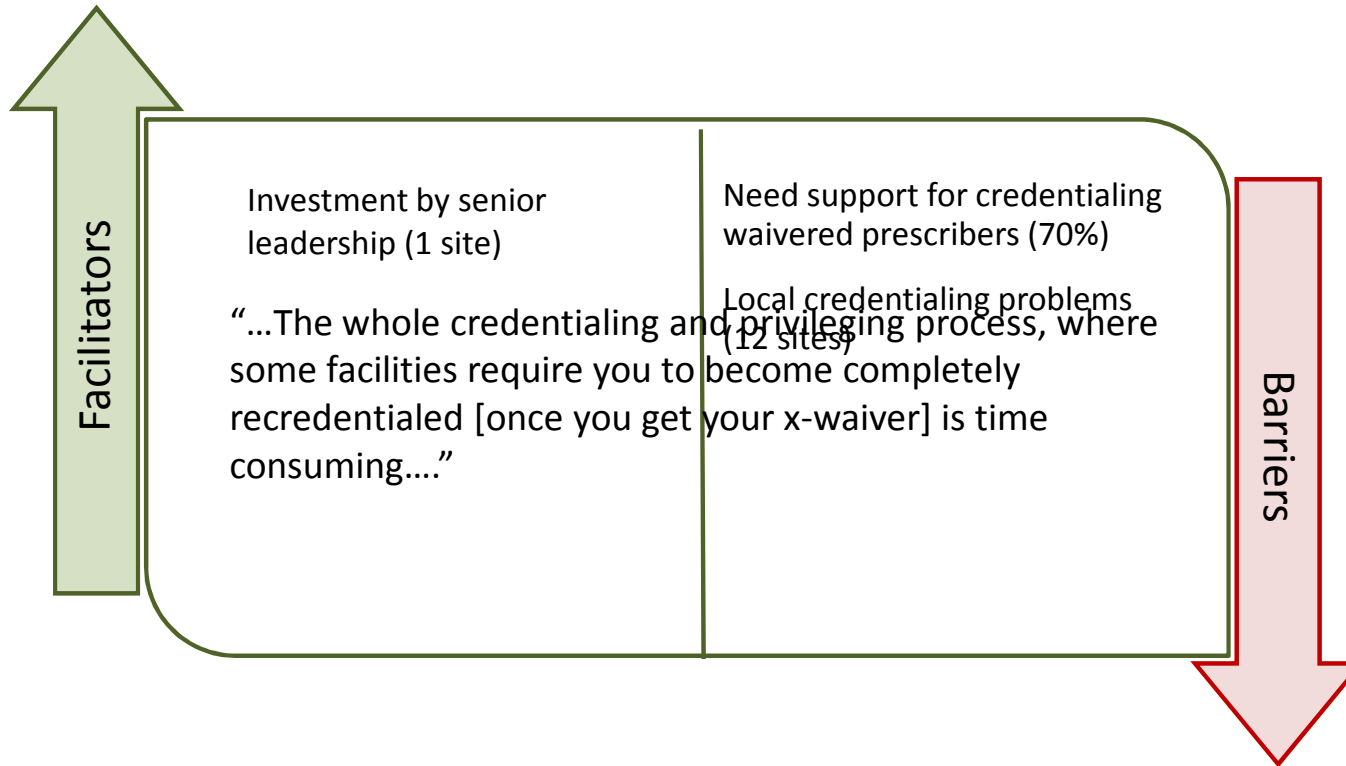 Facilitators
Investment by senior
leadership (1 site)
Need support for credentialing
waivered prescribers (70%)
Local credentialing problems
(12 sites)
“...The whole credentialing and privileging process, where
some facilities require you to become completely
recredentialed [once you get your x-waiver] is time
consuming....”
Barriers